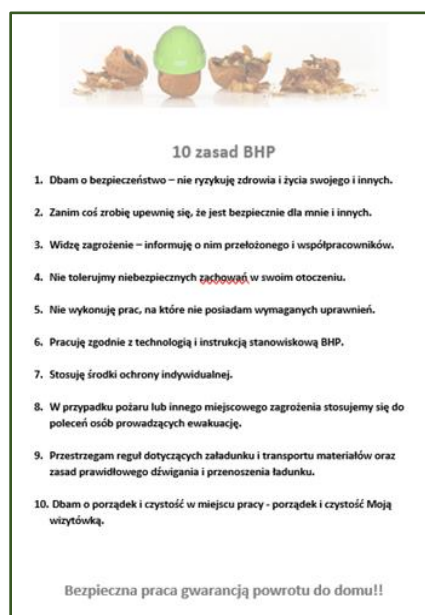 10 zasad BHP
1. Dbam o bezpieczeństwo – nie ryzykuję zdrowia i życia swojego i innych.
2. Zanim coś zrobię upewnię się, że jest bezpiecznie dla mnie i innych.
3. Widzę zagrożenie – informuję o nim przełożonego i współpracowników.
4. Nie tolerujmy niebezpiecznych zachowań w swoim otoczeniu.
5. Nie wykonuję prac, na które nie posiadam wymaganych uprawnień.
6. Pracuję zgodnie z technologią i instrukcją stanowiskową BHP.
7. Stosuję środki ochrony indywidualnej.
8. W przypadku pożaru lub innego miejscowego zagrożenia stosujemy się do
poleceń osób prowadzących ewakuację.
9. Przestrzegam reguł dotyczących załadunku i transportu materiałów oraz
zasad prawidłowego dźwigania i przenoszenia ładunku.
10. Dbam o porządek i czystość w miejscu pracy - porządek i czystość Moją
wizytówką.
Bezpieczna praca gwarancją powrotu do domu!!